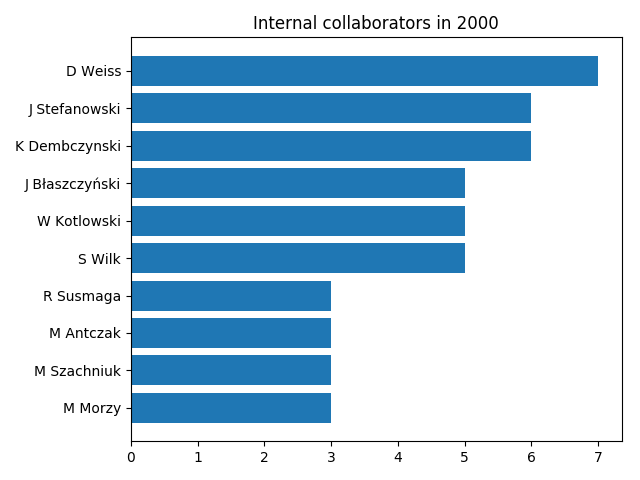 Internal collaborators in 2000
D Weiss
J Stefanowski
K Dembczynski
J Błaszczyński
W Kotlowski
S Wilk
R Susmaga
M Antczak
M Szachniuk
M Morzy
0 1 2 3 4 5 6 7